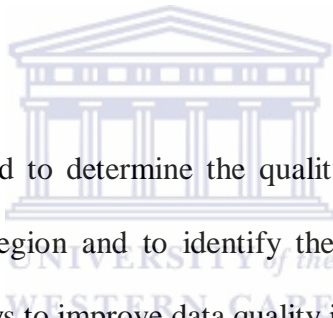 d to determine the qualit
egion and to identify the
UNIVERSITY of the
WESTERN CAPE
s to improve data quality i